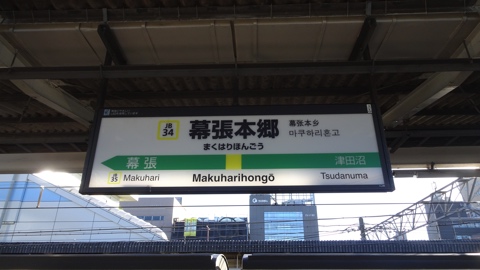 JB
34
幕張本郷
まくはりほんごう
幕张本乡
마쿠하리혼고
幕張
津田沼
JB
35
Makuhari
Makuharihongō
Tsudanuma